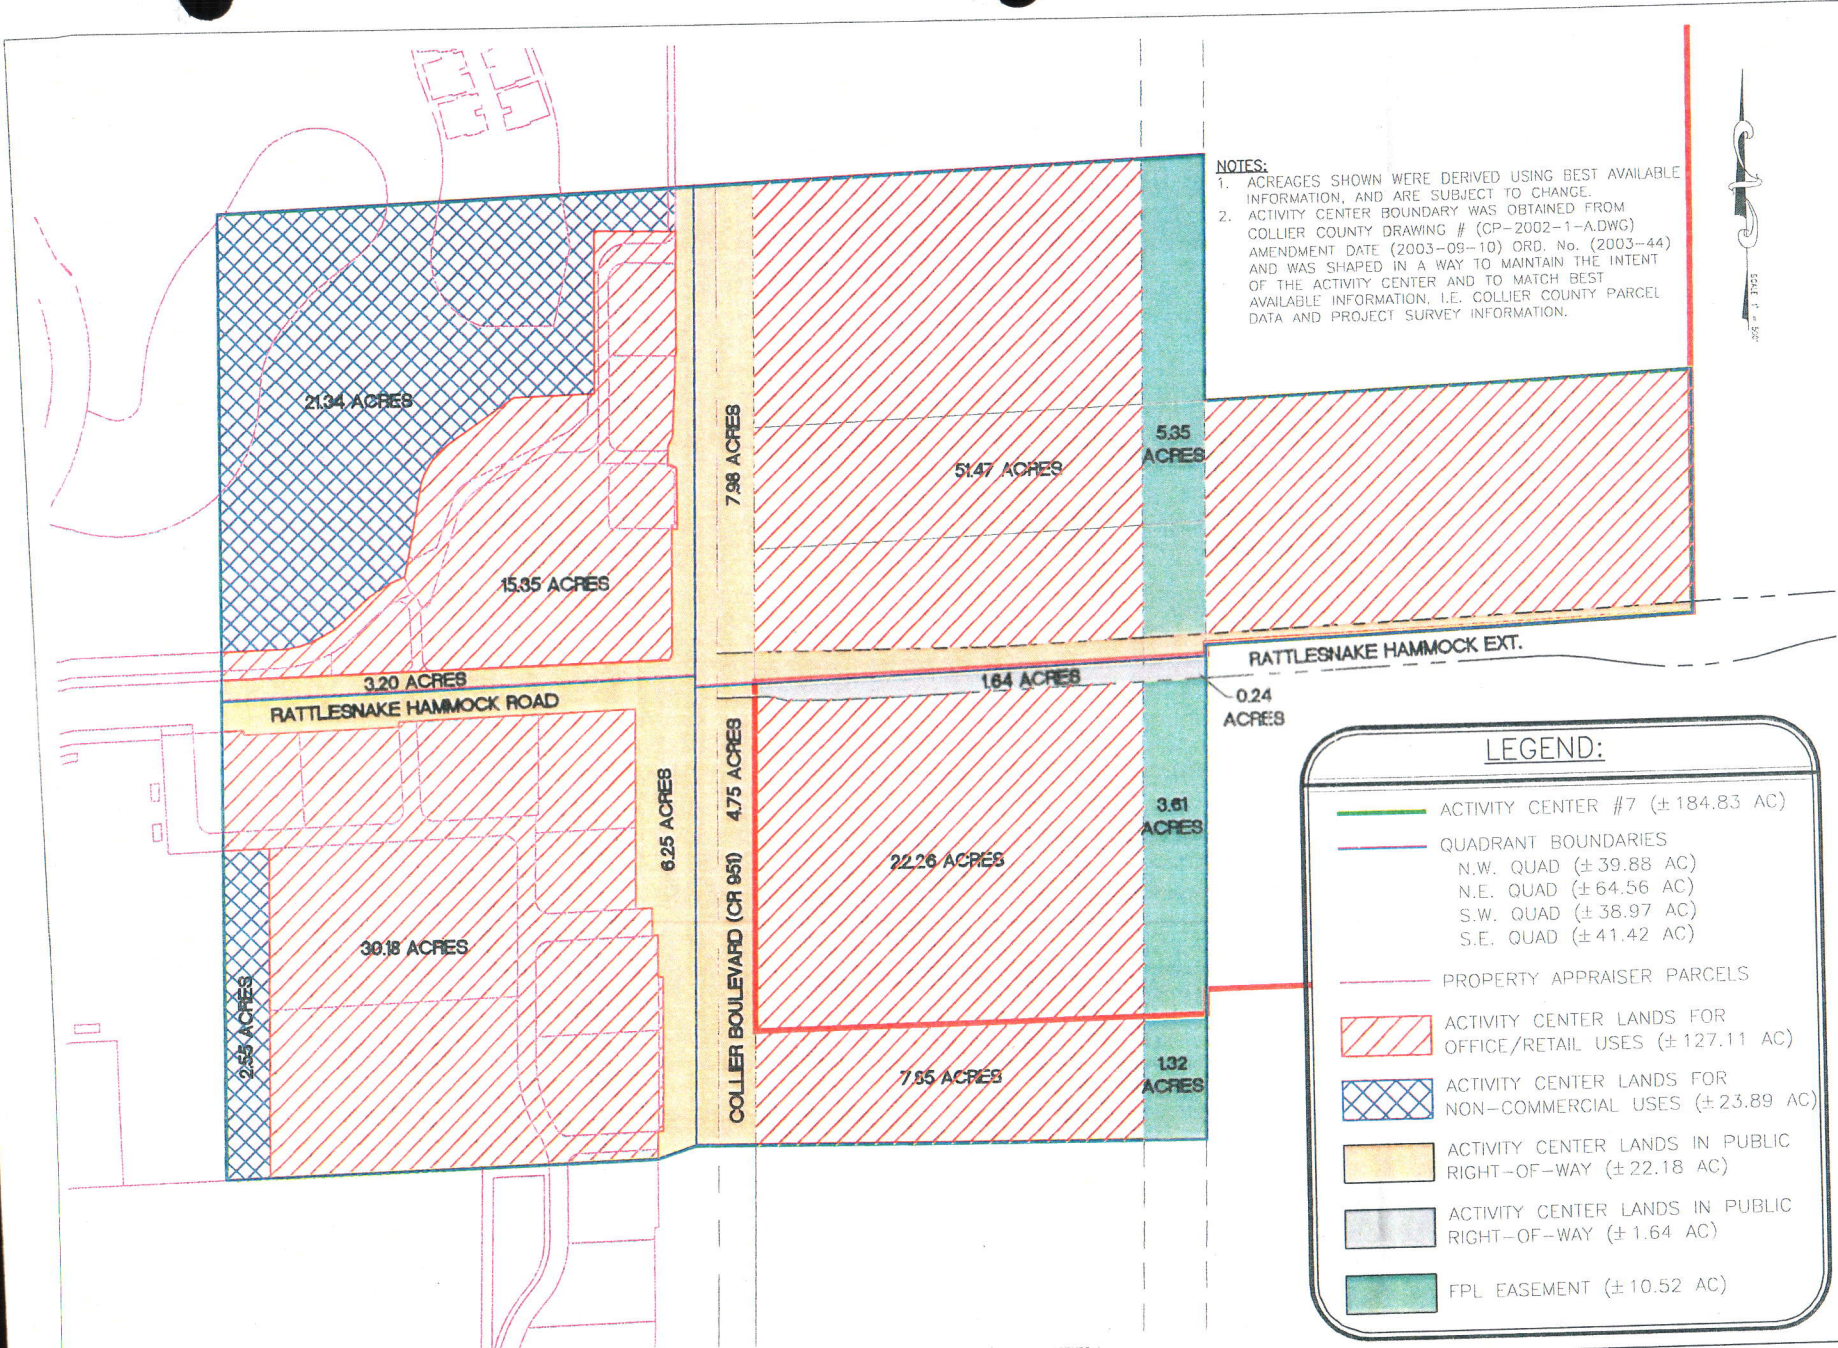 NOTES:
1. ACREAGES SHOWN WERE DERIVED USING BEST AVAILABLE
INFORMATION, AND ARE SUBJECT TO CHANGE.
2. ACTIVITY CENTER BOUNDARY WAS OBTAINED FROM
COLLIER COUNTY DRAWING # (CP-2002-1-A.DWG)
AMENDMENT DATE (2003-09-10) ORD. No. (2003-44)
AND WAS SHAPED IN A WAY TO MAINTAIN THE INTENT
OF THE ACTIVITY CENTER AND TO MATCH BEST
AVAILABLE INFORMATION, I.E. COLLIER COUNTY PARCEL
DATA AND PROJECT SURVEY INFORMATION.
SCALE 1" = 500'
21.34 ACRES
7.98 ACRES
5.35
ACRES
51.47 ACRES
15.35 ACRES
3.20 ACRES
RATTLESNAKE HAMMOCK ROAD
RATTLESNAKE HAMMOCK EXT.
1.64 ACRES
0.24
ACRES
6.25 ACRES
COLLIER BOULEVARD (CR 951) 4.75 ACRES
22.26 ACRES
3.61
ACRES
30.18 ACRES
2.55 ACRES
7.85 ACRES
1.32
ACRES
LEGEND:
ACTIVITY CENTER #7 (±184.83 AC)
QUADRANT BOUNDARIES
N.W. QUAD (±39.88 AC)
N.E. QUAD (±64.56 AC)
S.W. QUAD (±38.97 AC)
S.E. QUAD (±41.42 AC)
PROPERTY APPRAISER PARCELS
ACTIVITY CENTER LANDS FOR
OFFICE/RETAIL USES (±127.11 AC)
ACTIVITY CENTER LANDS FOR
NON-COMMERCIAL USES (±23.89 AC)
ACTIVITY CENTER LANDS IN PUBLIC
RIGHT-OF-WAY (±22.18 AC)
ACTIVITY CENTER LANDS IN PUBLIC
RIGHT-OF-WAY (±1.64 AC)
FPL EASEMENT (±10.52 AC)